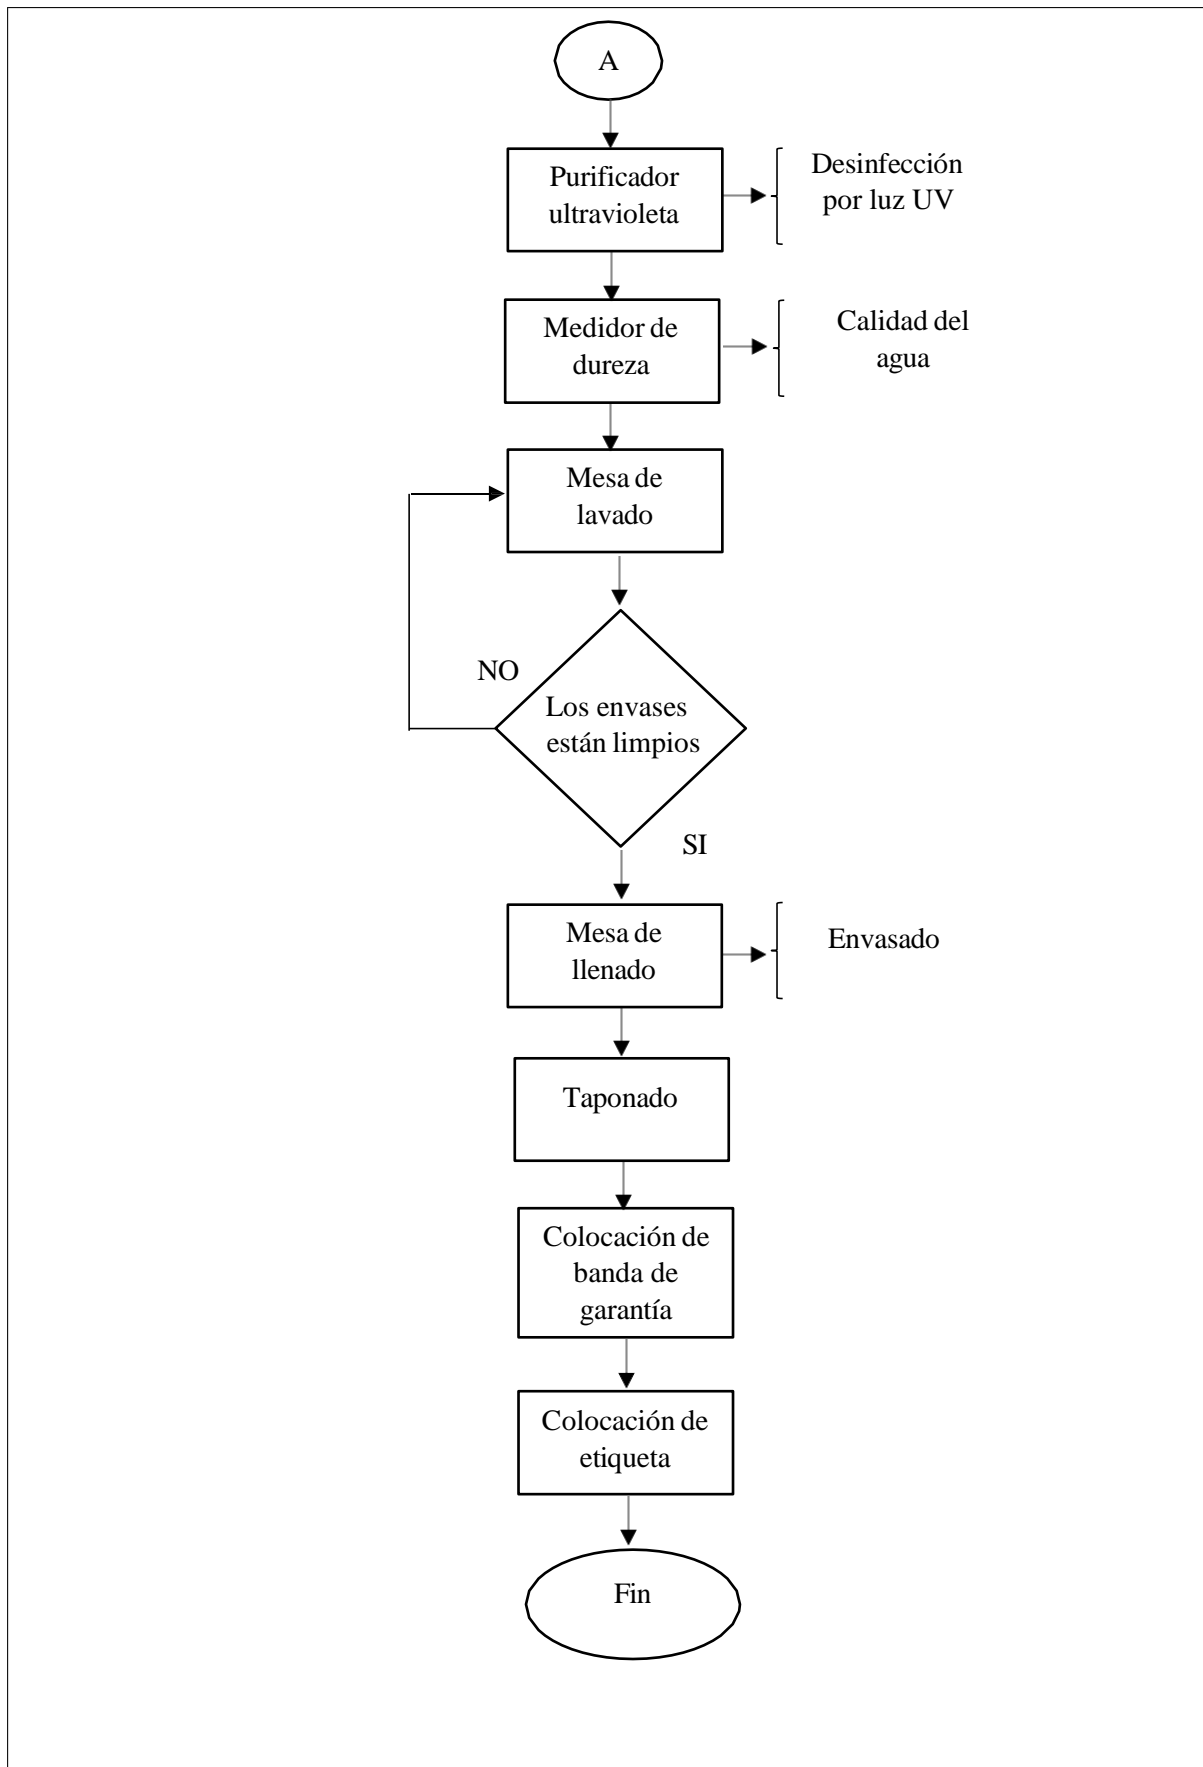 A
Purificador
ultravioleta
Desinfección
por luz UV
Medidor de
dureza
Calidad del
agua
Mesa de
lavado
NO
Los envases
están limpios
SI
Mesa de
llenado
Envasado
Taponado
Colocación de
banda de
garantía
Colocación de
etiqueta
Fin